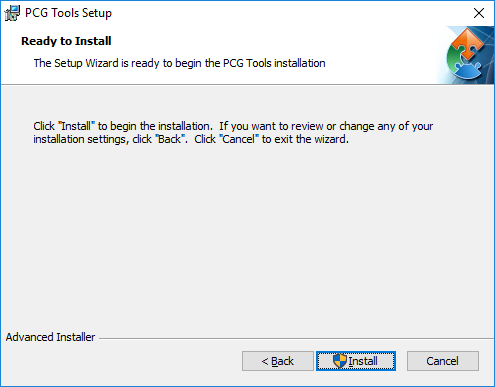 PCG Tools Setup
Ready to Install
The Setup Wizard is ready to begin the PCG Tools installation
Click "Install" to begin the installation.  If you want to review or change any of your
installation settings, click "Back".  Click "Cancel" to exit the wizard.
Advanced Installer
< Back
Install
Cancel